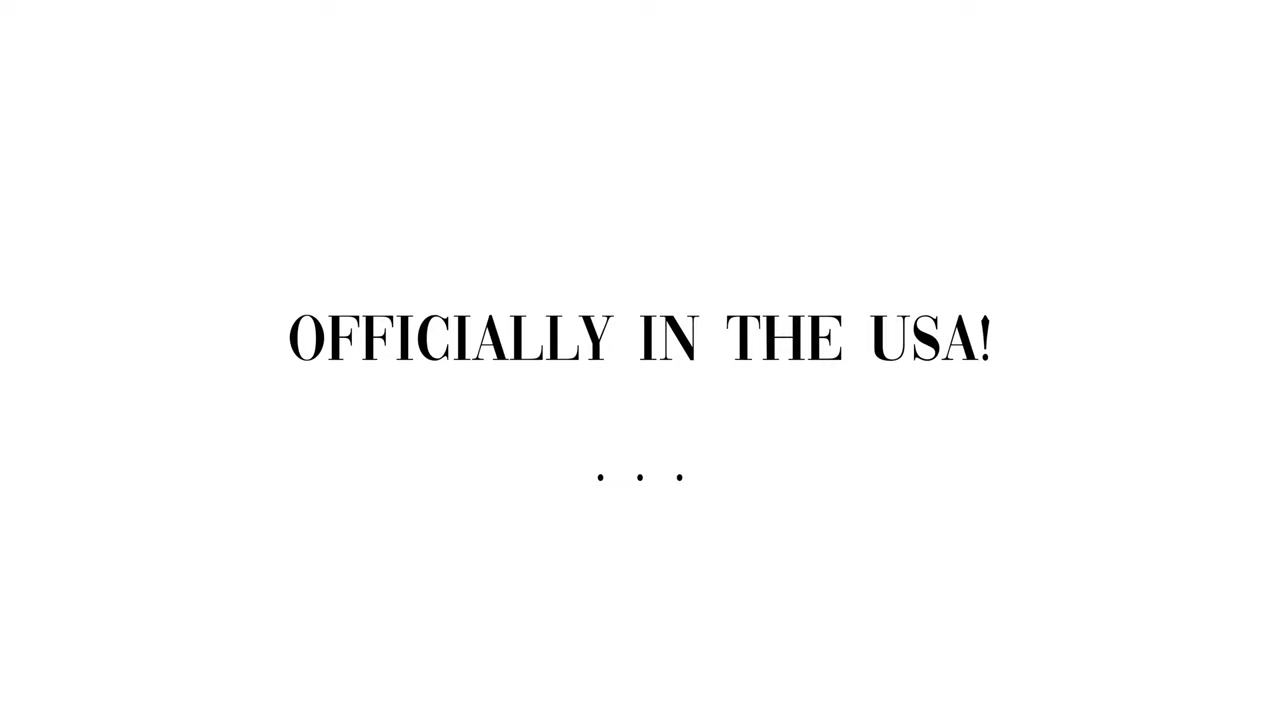 OFFICIALLY IN THE USA!
. . .